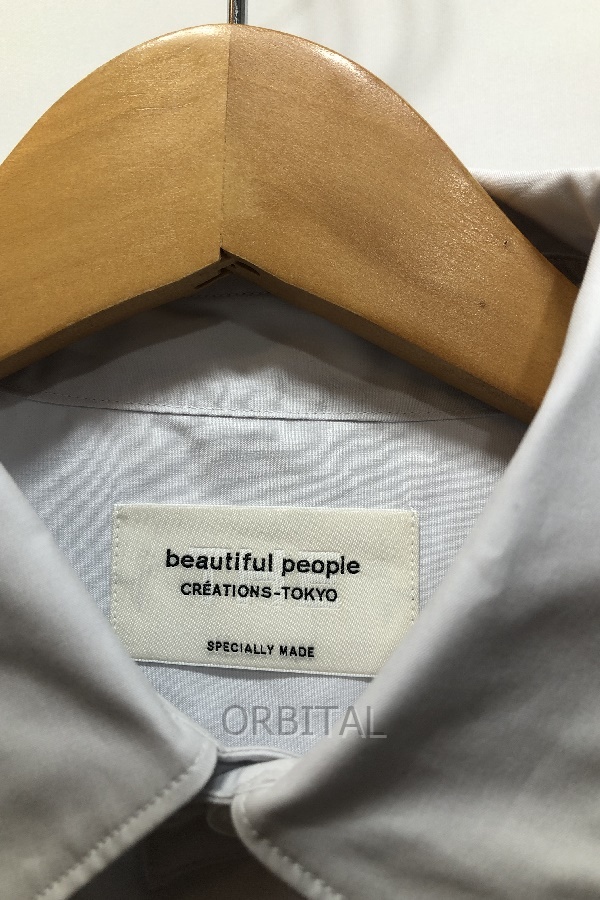 beautiful people
CRÉATIONS-TOKYO
SPECIALLY MADE
ORBITAL